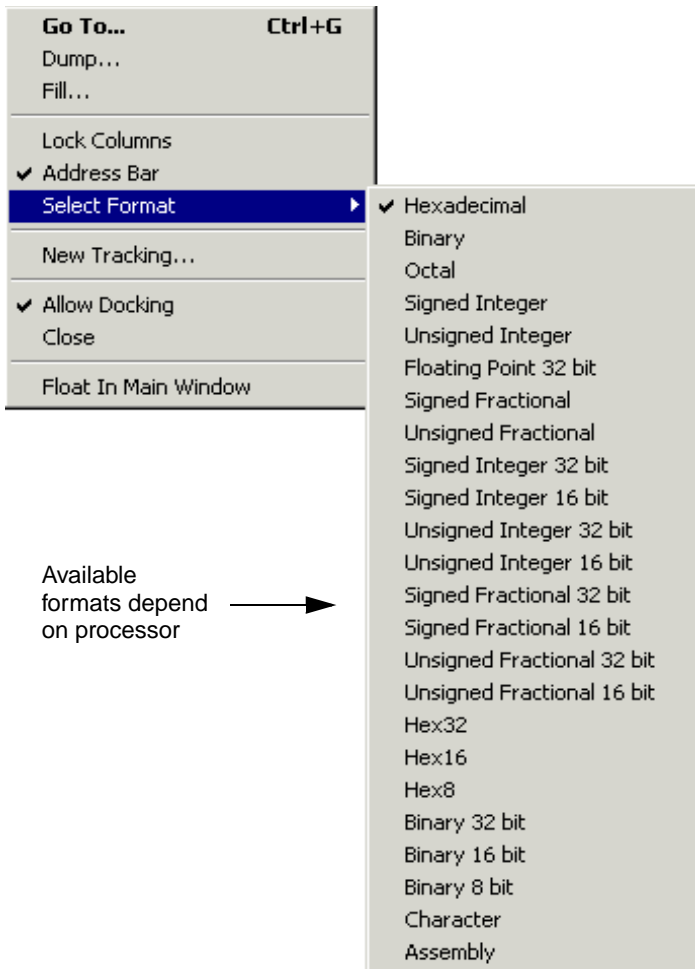 Go To... Ctrl+G
Dump...
Fill...
Lock Columns
Address Bar
Select Format
New Tracking...
Allow Docking
Close
Float In Main Window
Hexadecimal
Binary
Octal
Signed Integer
Unsigned Integer
Floating Point 32 bit
Signed Fractional
Unsigned Fractional
Signed Integer 32 bit
Signed Integer 16 bit
Unsigned Integer 32 bit
Unsigned Integer 16 bit
Signed Fractional 32 bit
Signed Fractional 16 bit
Unsigned Fractional 32 bit
Unsigned Fractional 16 bit
Hex32
Hex16
Hex8
Binary 32 bit
Binary 16 bit
Binary 8 bit
Character
Assembly
Available
formats depend
on processor